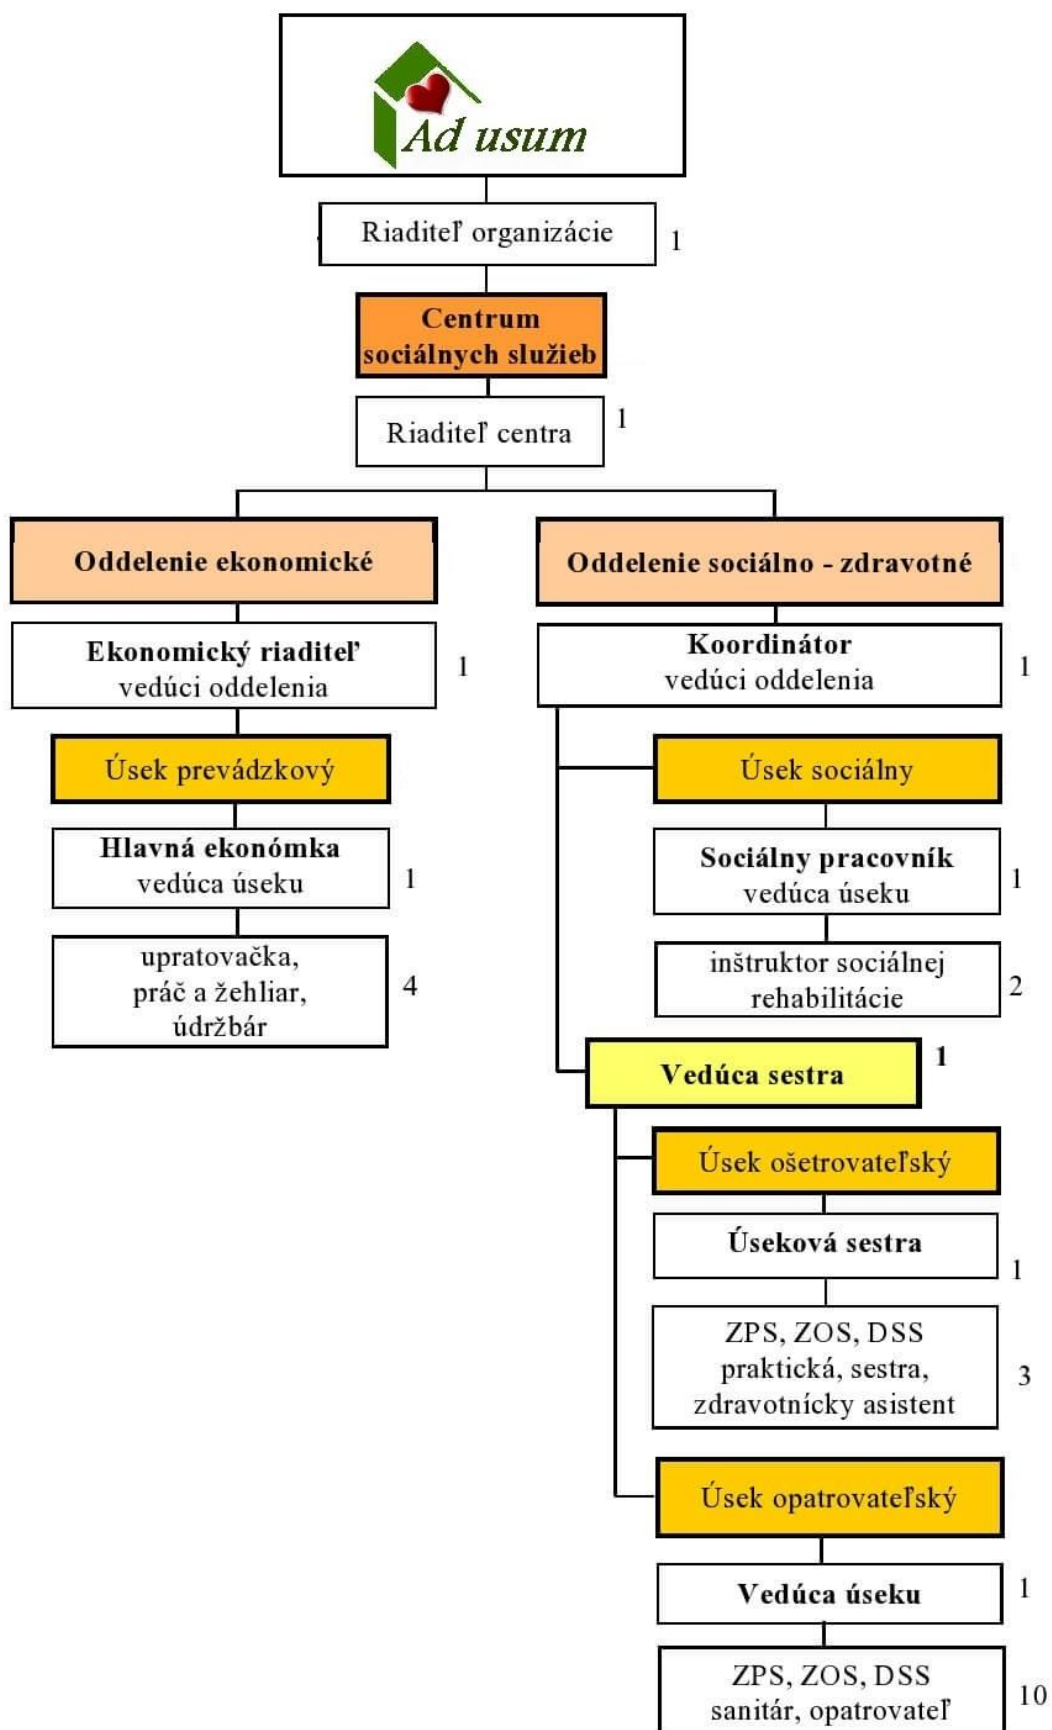 Ad usum
Riaditeľ organizácie
1
Centrum
sociálnych služieb
Riaditeľ centra
1
Oddelenie ekonomické
Ekonomický riaditeľ
vedúci oddelenia
1
Úsek prevádzkový
Hlavná ekonómka
vedúca úseku
1
upratovačka,
práč a žehliar,
údržbár
4
Oddelenie sociálno - zdravotné
Koordinátor
vedúci oddelenia
1
Úsek sociálny
Sociálny pracovník
vedúca úseku
1
inštruktor sociálnej
rehabilitácie
2
Vedúca sestra
1
Úsek ošetrovateľský
Úseková sestra
1
ZPS, ZOS, DSS
praktická, sestra,
zdravotnícky asistent
3
Úsek opatrovateľský
Vedúca úseku
1
ZPS, ZOS, DSS
sanitár, opatrovateľ
10